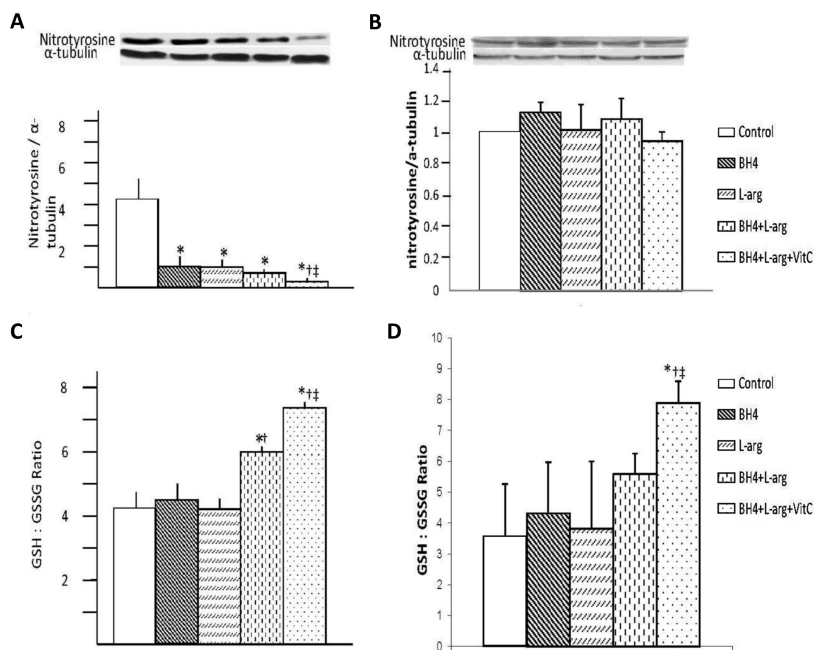 A
Nitrotyrosine
α-tubulin
Nitrotyrosine / α-
tubulin
8
6
4
2
*
*
*
*†‡
B
Nitrotyrosine
α-tubulin
nitrotyrosine/a-tubulin
1.4
1.2
1
0.8
0.6
0.4
0.2
0
Control
BH4
L-arg
BH4+L-arg
BH4+L-arg+VitC
C
GSH : GSSG Ratio
8
6
4
2
*†
*†‡
D
GSH : GSSG Ratio
10
9
8
7
6
5
4
3
2
1
0
*†‡
Control
BH4
L-arg
BH4+L-arg
BH4+L-arg+VitC